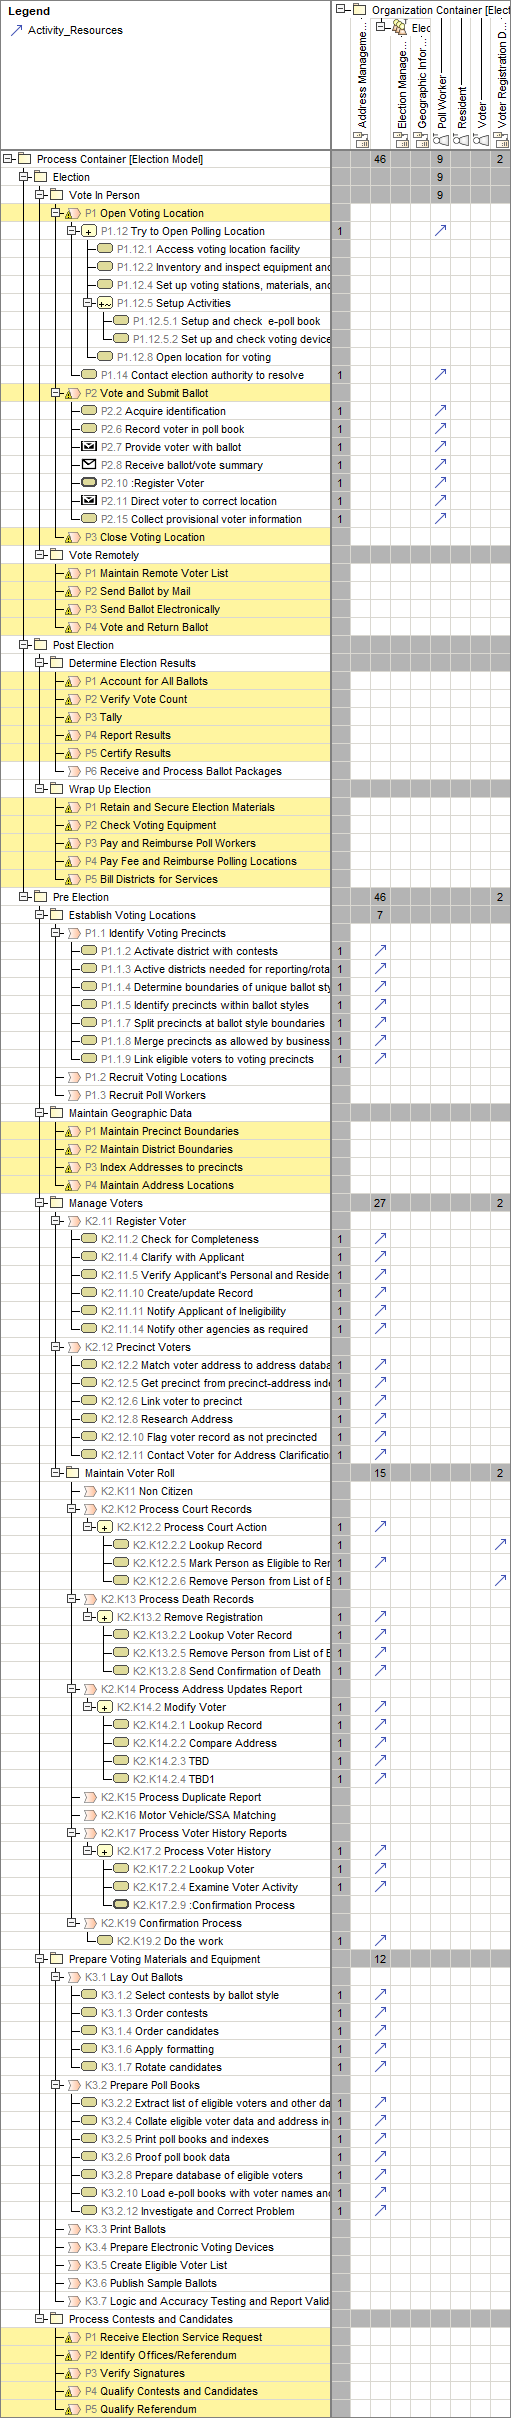 Legend
Activity_Resources
Organization Container [Elect
Elec
Address Manageme...
Election Manage...
Geographic Infor...
Poll Worker
Resident
Voter
Voter Registration D...
Process Container [Election Model] 46 9 2
Election 9
Vote In Person 9
P1 Open Voting Location
P1.12 Try to Open Polling Location 1
P1.12.1 Access voting location facility
P1.12.2 Inventory and inspect equipment and
P1.12.4 Set up voting stations, materials, and
P1.12.5 Setup Activities
P1.12.5.1 Setup and check e-poll book
P1.12.5.2 Set up and check voting device
P1.12.8 Open location for voting
P1.14 Contact election authority to resolve 1
P2 Vote and Submit Ballot
P2.2 Acquire identification 1
P2.6 Record voter in poll book 1
P2.7 Provide voter with ballot 1
P2.8 Receive ballot/vote summary 1
P2.10 :Register Voter 1
P2.11 Direct voter to correct location 1
P2.15 Collect provisional voter information 1
P3 Close Voting Location
Vote Remotely
P1 Maintain Remote Voter List
P2 Send Ballot by Mail
P3 Send Ballot Electronically
P4 Vote and Return Ballot
Post Election
Determine Election Results
P1 Account for All Ballots
P2 Verify Vote Count
P3 Tally
P4 Report Results
P5 Certify Results
P6 Receive and Process Ballot Packages
Wrap Up Election
P1 Retain and Secure Election Materials
P2 Check Voting Equipment
P3 Pay and Reimburse Poll Workers
P4 Pay Fee and Reimburse Polling Locations
P5 Bill Districts for Services
Pre Election 46 2
Establish Voting Locations 7
P1.1 Identify Voting Precincts
P1.1.2 Activate district with contests 1
P1.1.3 Active districts needed for reporting/rota 1
P1.1.4 Determine boundaries of unique ballot sty 1
P1.1.5 Identify precincts within ballot styles 1
P1.1.7 Split precincts at ballot style boundaries 1
P1.1.8 Merge precincts as allowed by business 1
P1.1.9 Link eligible voters to voting precincts 1
P1.2 Recruit Voting Locations
P1.3 Recruit Poll Workers
Maintain Geographic Data
P1 Maintain Precinct Boundaries
P2 Maintain District Boundaries
P3 Index Addresses to precincts
P4 Maintain Address Locations
Manage Voters 27 2
K2.11 Register Voter
K2.11.2 Check for Completeness 1
K2.11.4 Clarify with Applicant 1
K2.11.5 Verify Applicant's Personal and Reside 1
K2.11.10 Create/update Record 1
K2.11.11 Notify Applicant of Ineligibility 1
K2.11.14 Notify other agencies as required 1
K2.12 Precinct Voters
K2.12.2 Match voter address to address databa 1
K2.12.5 Get precinct from precinct-address inde 1
K2.12.6 Link voter to precinct 1
K2.12.8 Research Address 1
K2.12.10 Flag voter record as not precincted 1
K2.12.11 Contact Voter for Address Clarificatio 1
Maintain Voter Roll 15 2
K2.K11 Non Citizen
K2.K12 Process Court Records
K2.K12.2 Process Court Action 1
K2.K12.2.2 Lookup Record 1
K2.K12.2.5 Mark Person as Eligible to Rer 1
K2.K12.2.6 Remove Person from List of E 1
K2.K13 Process Death Records
K2.K13.2 Remove Registration 1
K2.K13.2.2 Lookup Voter Record 1
K2.K13.2.5 Remove Person from List of E 1
K2.K13.2.8 Send Confirmation of Death 1
K2.K14 Process Address Updates Report
K2.K14.2 Modify Voter 1
K2.K14.2.1 Lookup Record 1
K2.K14.2.2 Compare Address 1
K2.K14.2.3 TBD 1
K2.K14.2.4 TBD1 1
K2.K15 Process Duplicate Report
K2.K16 Motor Vehicle/SSA Matching
K2.K17 Process Voter History Reports
K2.K17.2 Process Voter History 1
K2.K17.2.2 Lookup Voter 1
K2.K17.2.4 Examine Voter Activity 1
K2.K17.2.9 :Confirmation Process
K2.K19 Confirmation Process
K2.K19.2 Do the work 1
Prepare Voting Materials and Equipment 12
K3.1 Lay Out Ballots
K3.1.2 Select contests by ballot style 1
K3.1.3 Order contests 1
K3.1.4 Order candidates 1
K3.1.6 Apply formatting 1
K3.1.7 Rotate candidates 1
K3.2 Prepare Poll Books
K3.2.2 Extract list of eligible voters and other da 1
K3.2.4 Collate eligible voter data and address in 1
K3.2.5 Print poll books and indexes 1
K3.2.6 Proof poll book data 1
K3.2.8 Prepare database of eligible voters 1
K3.2.10 Load e-poll books with voter names and 1
K3.2.12 Investigate and Correct Problem 1
K3.3 Print Ballots
K3.4 Prepare Electronic Voting Devices
K3.5 Create Eligible Voter List
K3.6 Publish Sample Ballots
K3.7 Logic and Accuracy Testing and Report Valid
Process Contests and Candidates
P1 Receive Election Service Request
P2 Identify Offices/Referendum
P3 Verify Signatures
P4 Qualify Contests and Candidates
P5 Qualify Referendum